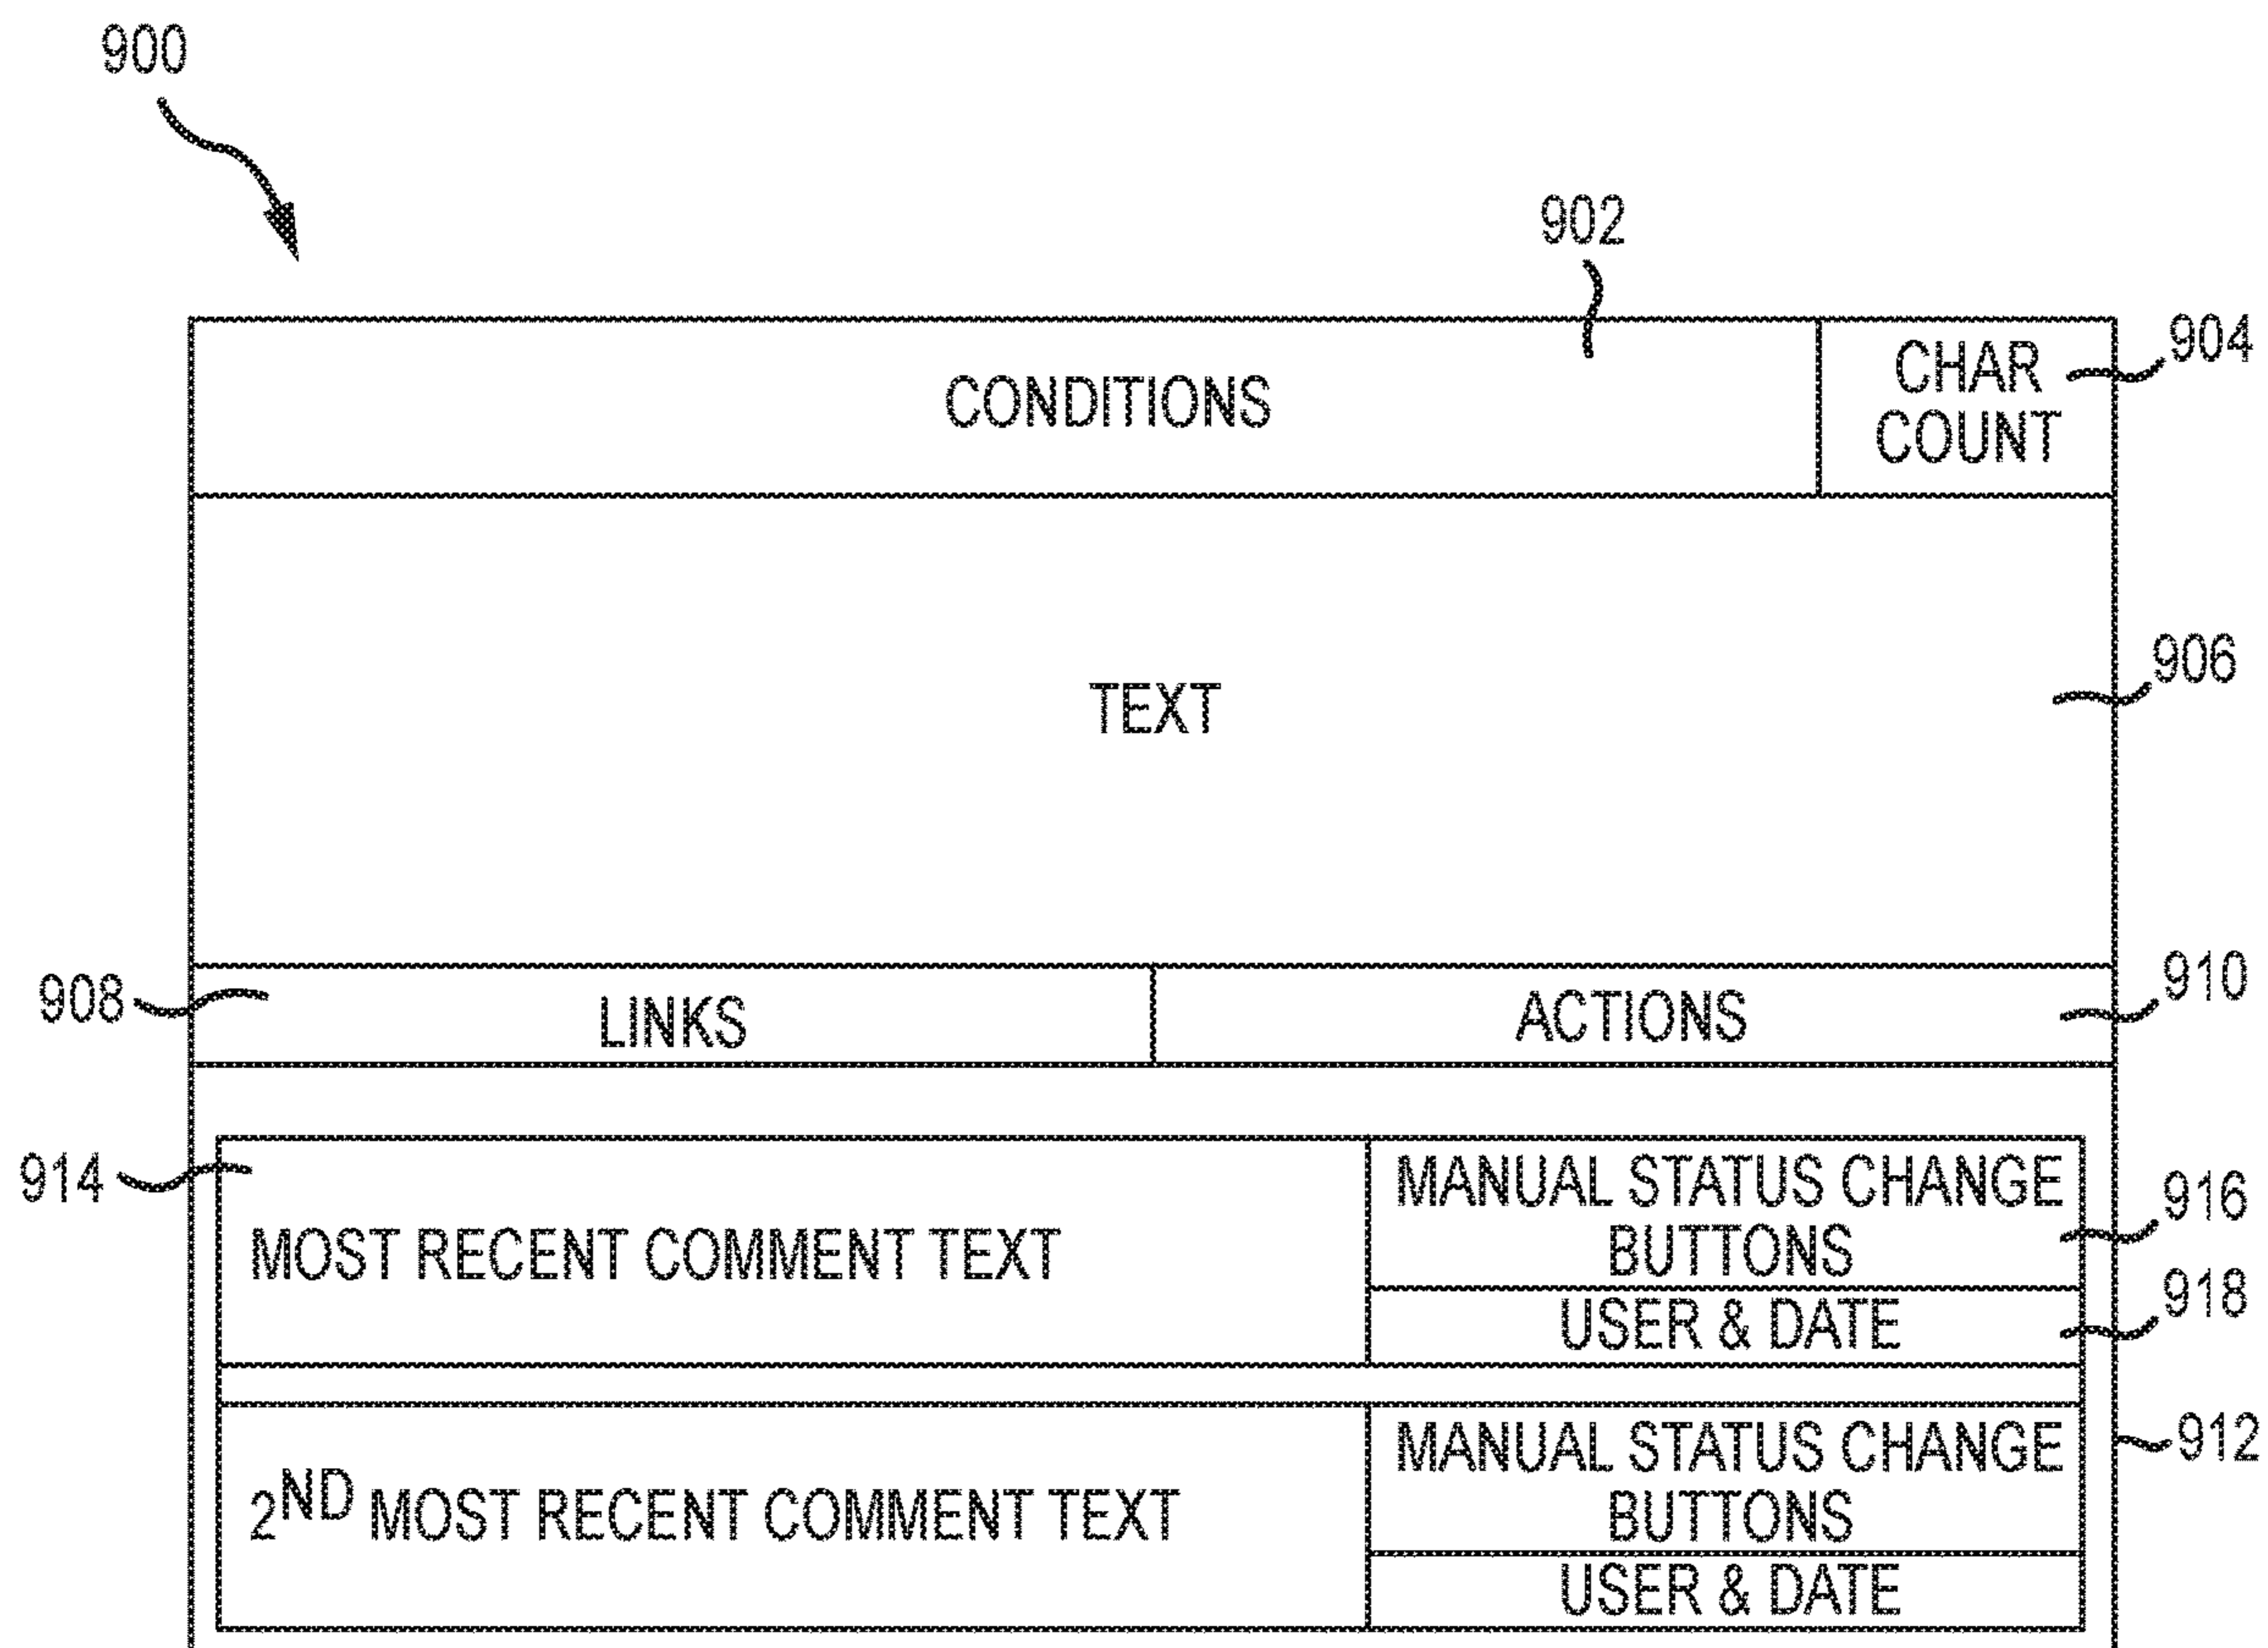 900
902
904
CONDITIONS
CHAR
COUNT
906
TEXT
908
LINKS
ACTIONS
910
914
MOST RECENT COMMENT TEXT
MANUAL STATUS CHANGE
BUTTONS
916
USER & DATE
918
2ND MOST RECENT COMMENT TEXT
MANUAL STATUS CHANGE
BUTTONS
912
USER & DATE